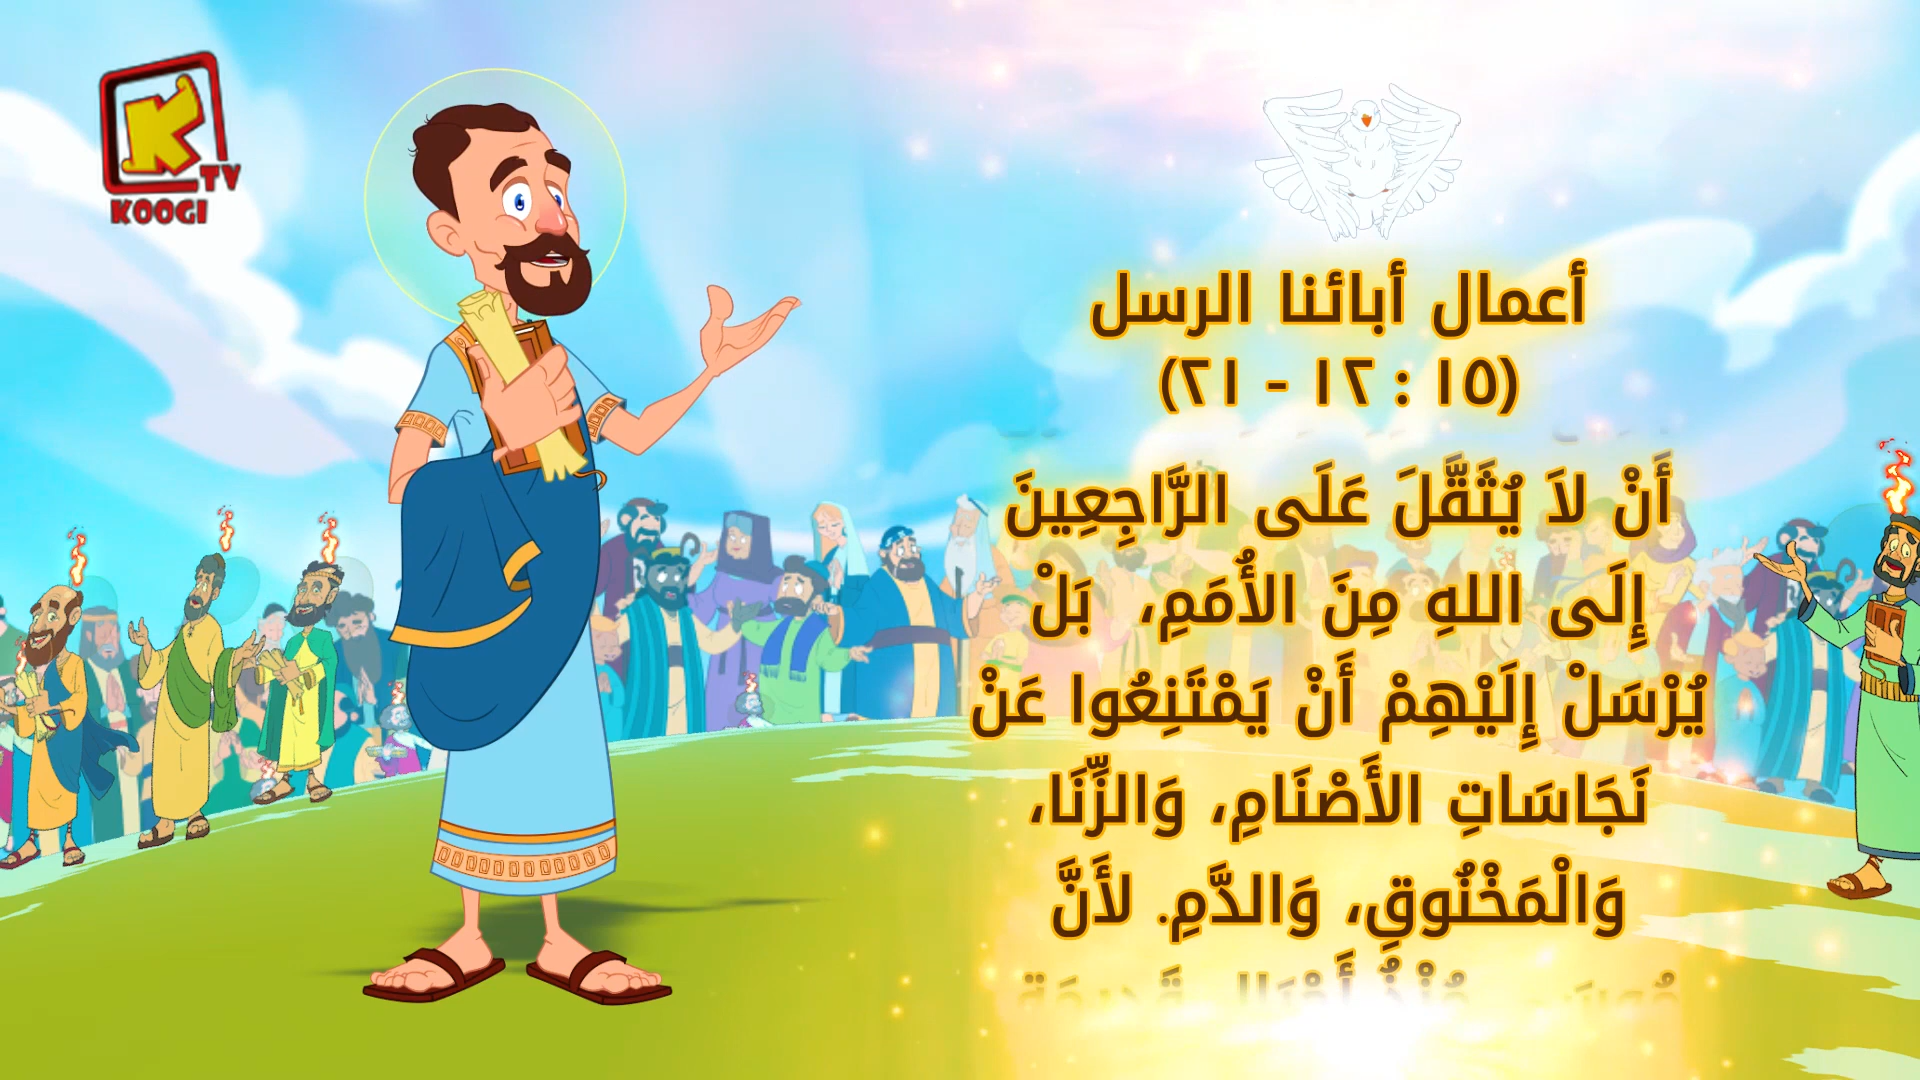 K TV
KOOGI
أعمال أبائنا الرسل
(١٥ : ١٢ - ٢١)
أَنْ لاَ يُثَقَّلَ عَلَى الرَّاجِعِينَ
إِلَى اللهِ مِنَ الأُمَمِ، بَلْ
يُرْسَلْ إِلَيْهِمْ أَنْ يَمْتَنِعُوا عَنْ
نَجَاسَاتِ الأَصْنَامِ، وَالزِّنَا،
وَالْمَخْنُوقِ، وَالدَّمِ. لأَنَّ